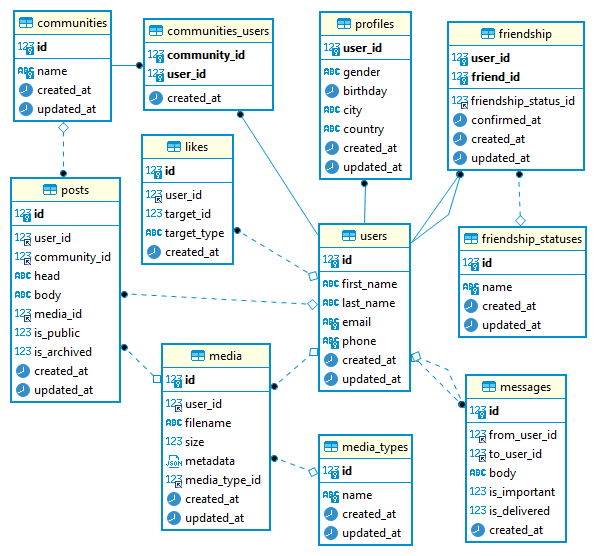 communities
id
name
created_at
updated_at
communities_users
community_id
user_id
created_at
profiles
user_id
gender
birthday
city
country
created_at
updated_at
friendship
user_id
friend_id
friendship_status_id
confirmed_at
created_at
updated_at
likes
id
user_id
target_id
target_type
created_at
posts
id
user_id
community_id
head
body
media_id
is_public
is_archived
created_at
updated_at
users
id
first_name
last_name
email
phone
created_at
updated_at
friendship_statuses
id
name
created_at
updated_at
media
id
user_id
filename
size
metadata
media_type_id
created_at
updated_at
media_types
id
name
created_at
updated_at
messages
id
from_user_id
to_user_id
body
is_important
is_delivered
created_at